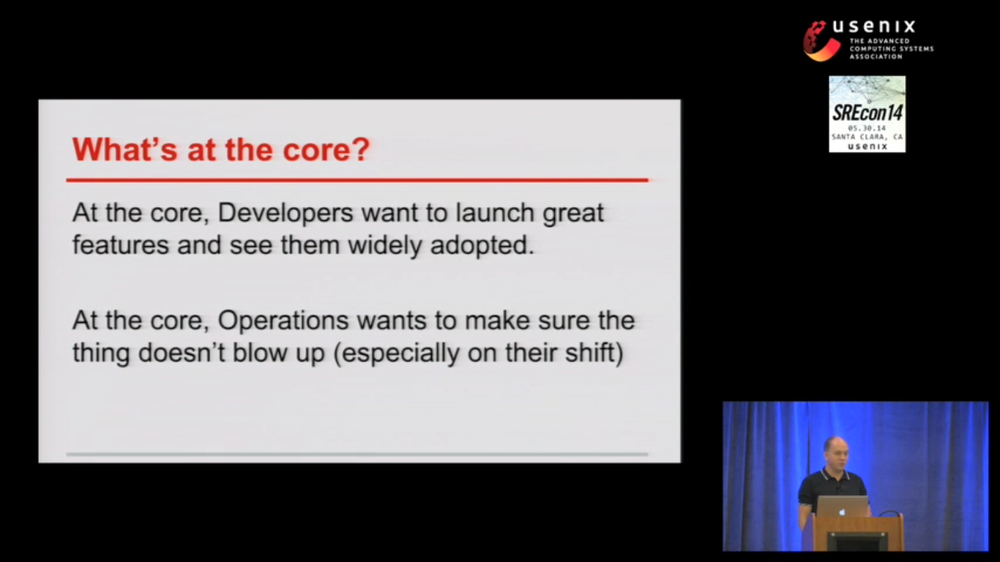 usenix
THE ADVANCED
COMPUTING SYSTEMS
ASSOCIATION
SREcon14
05.30.14
SANTA CLARA, CA
usenix
What's at the core?
At the core, Developers want to launch great
features and see them widely adopted.
At the core, Operations wants to make sure the
thing doesn't blow up (especially on their shift)